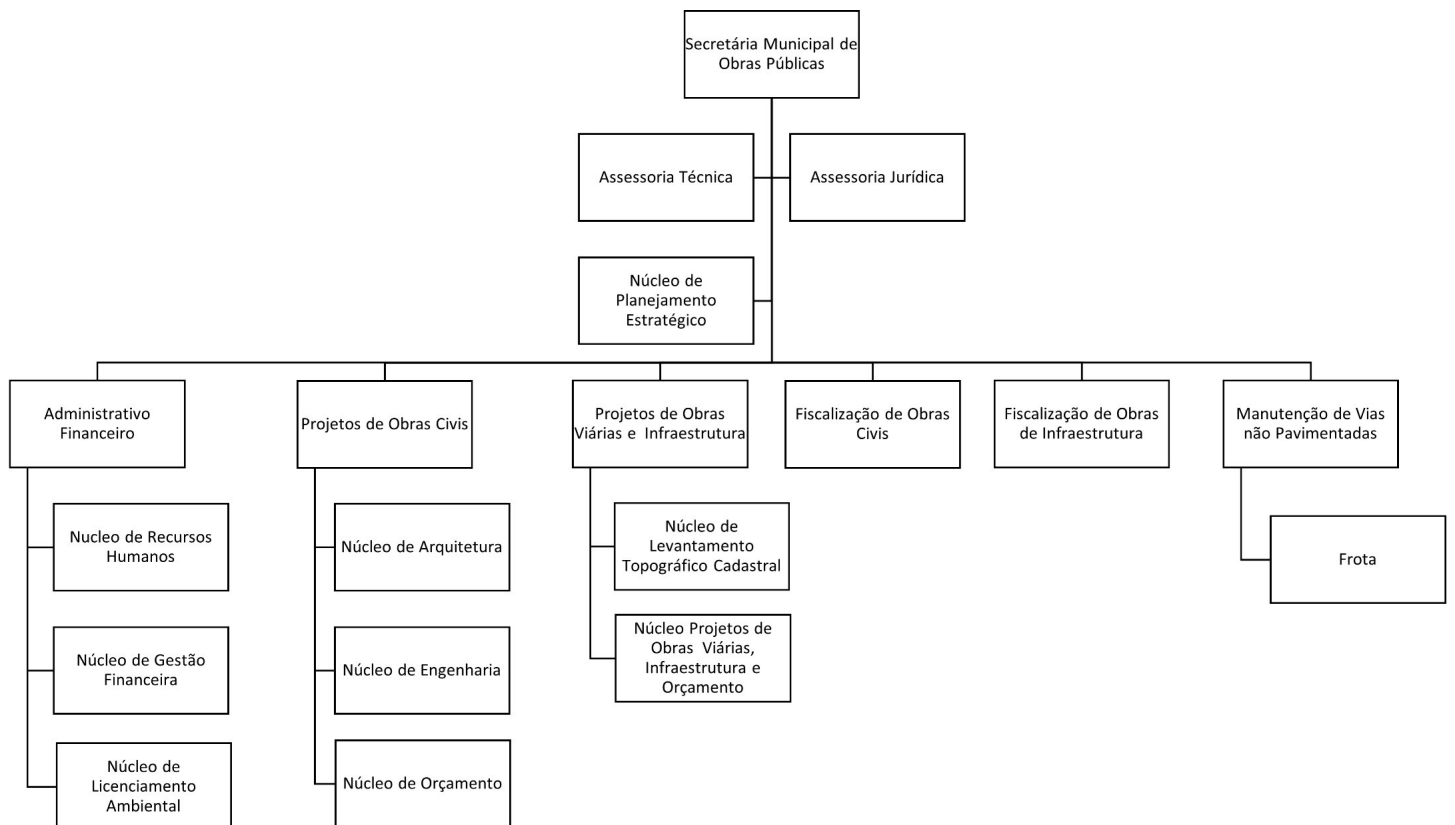 Secretária Municipal de
Obras Públicas
Assessoria Técnica
Assessoria Jurídica
Núcleo de
Planejamento
Estratégico
Administrativo
Financeiro
Projetos de Obras Civis
Projetos de Obras
Viárias e Infraestrutura
Fiscalização de Obras
Civis
Fiscalização de Obras
de Infraestrutura
Manutenção de Vias
não Pavimentadas
Nucleo de Recursos
Humanos
Núcleo de Arquitetura
Núcleo de
Levantamento
Topográfico Cadastral
Frota
Núcleo de Gestão
Financeira
Núcleo de Engenharia
Núcleo Projetos de
Obras Viárias,
Infraestrutura e
Orçamento
Núcleo de
Licenciamento
Ambiental
Núcleo de Orçamento